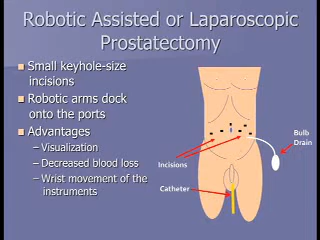 Robotic Assisted or Laparoscopic
Prostatectomy
Small keyhole-size
incisions
Robotic arms dock
onto the ports
Advantages
– Visualization
– Decreased blood loss
– Wrist movement of the
instruments
Bulb
Drain
Incisions
Catheter